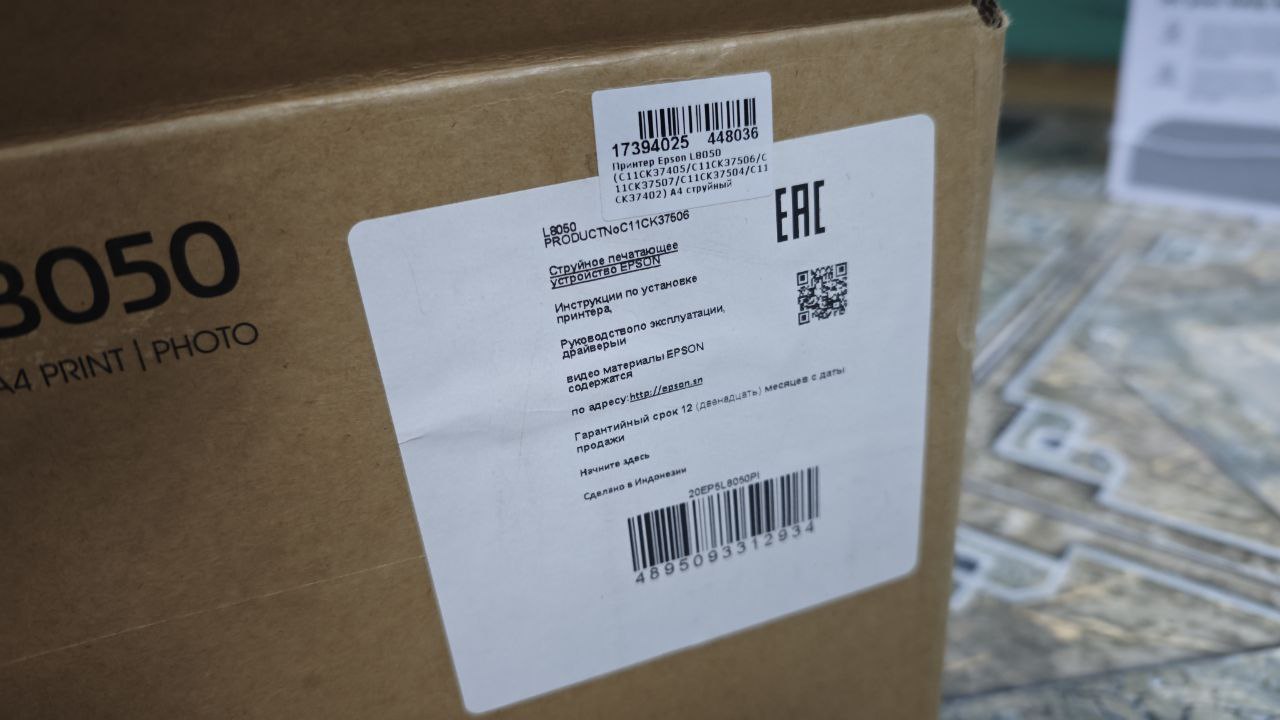 8050
A4 PRINT | PHOTO
17394025 448036
Принтер Epson L8050
(C11CK37405/C11CK37506/C
11CK37507/C11CK37504/C11
CK37402) A4 струйный
EAC
L8050
PRODUCTNoC11CK37506
Струйное печатающее
устройство EPSON
Инструкции по установке
принтера,
Руководствопо эксплуатации,
драйверыи
видео материалы EPSON
содержатся
по адресу:http://epson.sn
Гарантийный срок 12 (двенадцать) месяцев с даты
продажи
Начните здесь
Сделано в Индонезии
20EP5L8050PI
4895093312934